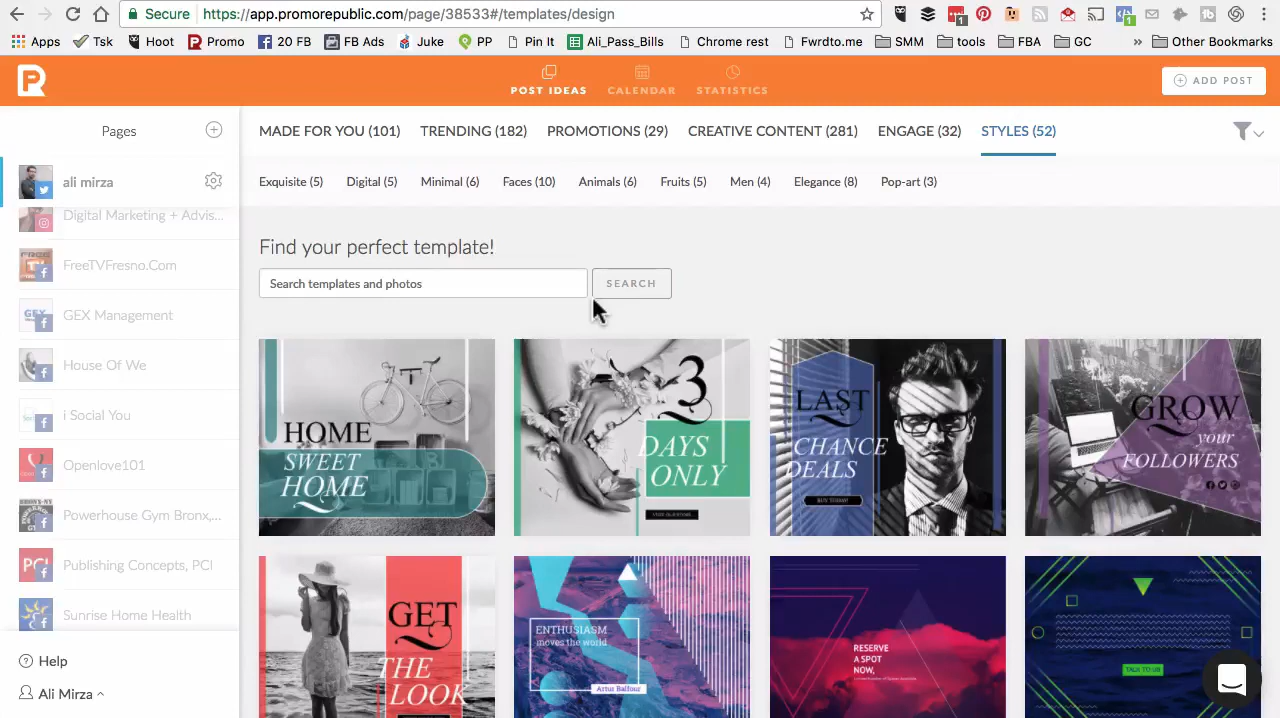 Secure https://app.promorepublic.com/page/38533#/templates/design
Apps Tsk Hoot Promo 20 FB FB Ads Juke PP Pin It Ali_Pass_Bills Chrome rest Fwrdto.me SMM tools FBA GC » Other Bookmarks
POST IDEAS CALENDAR STATISTICS
ADD POST
Pages
MADE FOR YOU (101) TRENDING (182) PROMOTIONS (29) CREATIVE CONTENT (281) ENGAGE (32) STYLES (52)
ali mirza
Exquisite (5) Digital (5) Minimal (6) Faces (10) Animals (6) Fruits (5) Men (4) Elegance (8) Pop-art (3)
Digital Marketing + Advis...
FreeTVFresno.Com
GEX Management
House Of We
i Social You
Openlove101
Powerhouse Gym Bronx,...
Publishing Concepts, PCI
Sunrise Home Health
Help
Ali Mirza
Find your perfect template!
Search templates and photos SEARCH
HOME
SWEET
HOME
3
DAYS
ONLY
LAST
CHANCE
DEALS
GROW
your
FOLLOWERS
GET
THE
LOOK
ENTHUSIASM
moves the world
Artur Balfour
RESERVE
A SPOT
NOW,
TALK TO US